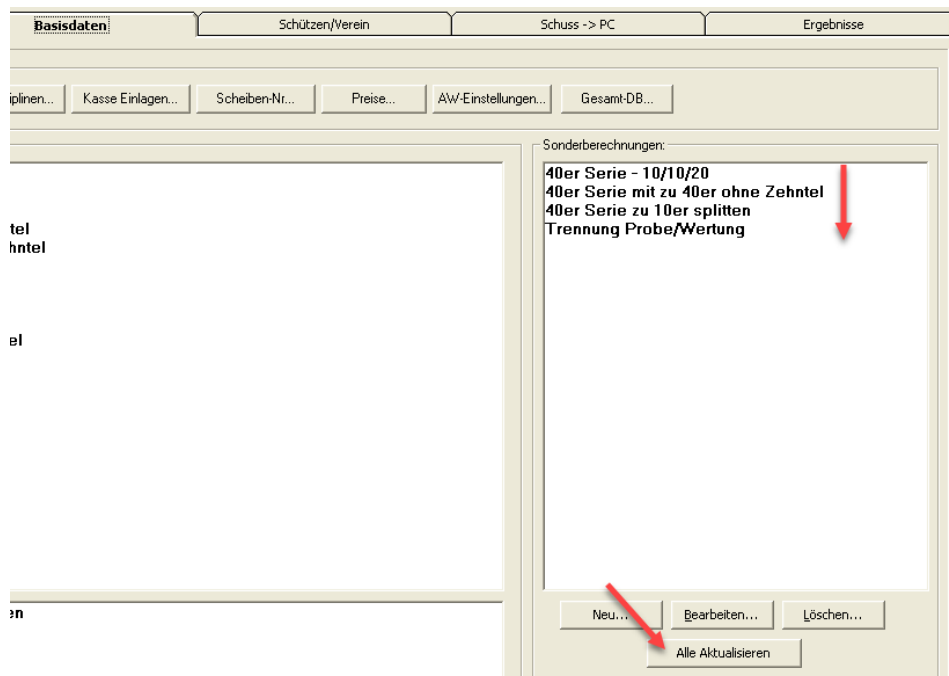 Basisdaten
Schützen/Verein
Schuss -> PC
Ergebnisse
iplinen...
Kasse Einlagen...
Scheiben-Nr...
Preise...
AW-Einstellungen...
Gesamt-DB...
Sonderberechnungen:
40er Serie - 10/10/20
40er Serie mit zu 40er ohne Zehntel
40er Serie zu 10er splitten
Trennung Probe/Wertung
tel
hntel
el
en
Neu...
Bearbeiten...
Löschen...
Alle Aktualisieren